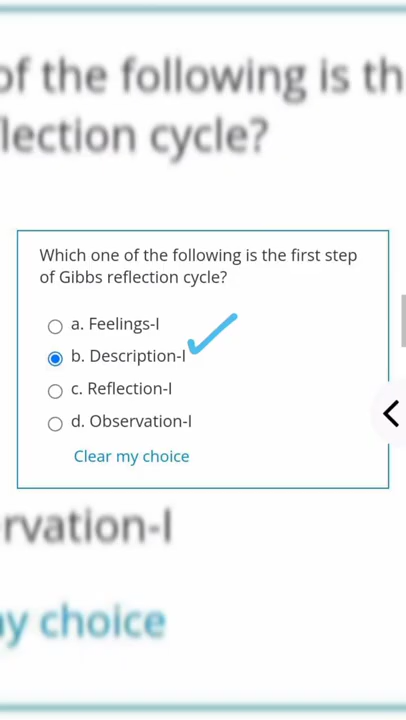 of the following is th
lection cycle?
Which one of the following is the first step
of Gibbs reflection cycle?
a. Feelings-I
b. Description-I
c. Reflection-I
d. Observation-I
Clear my choice
rvation-I
ny choice